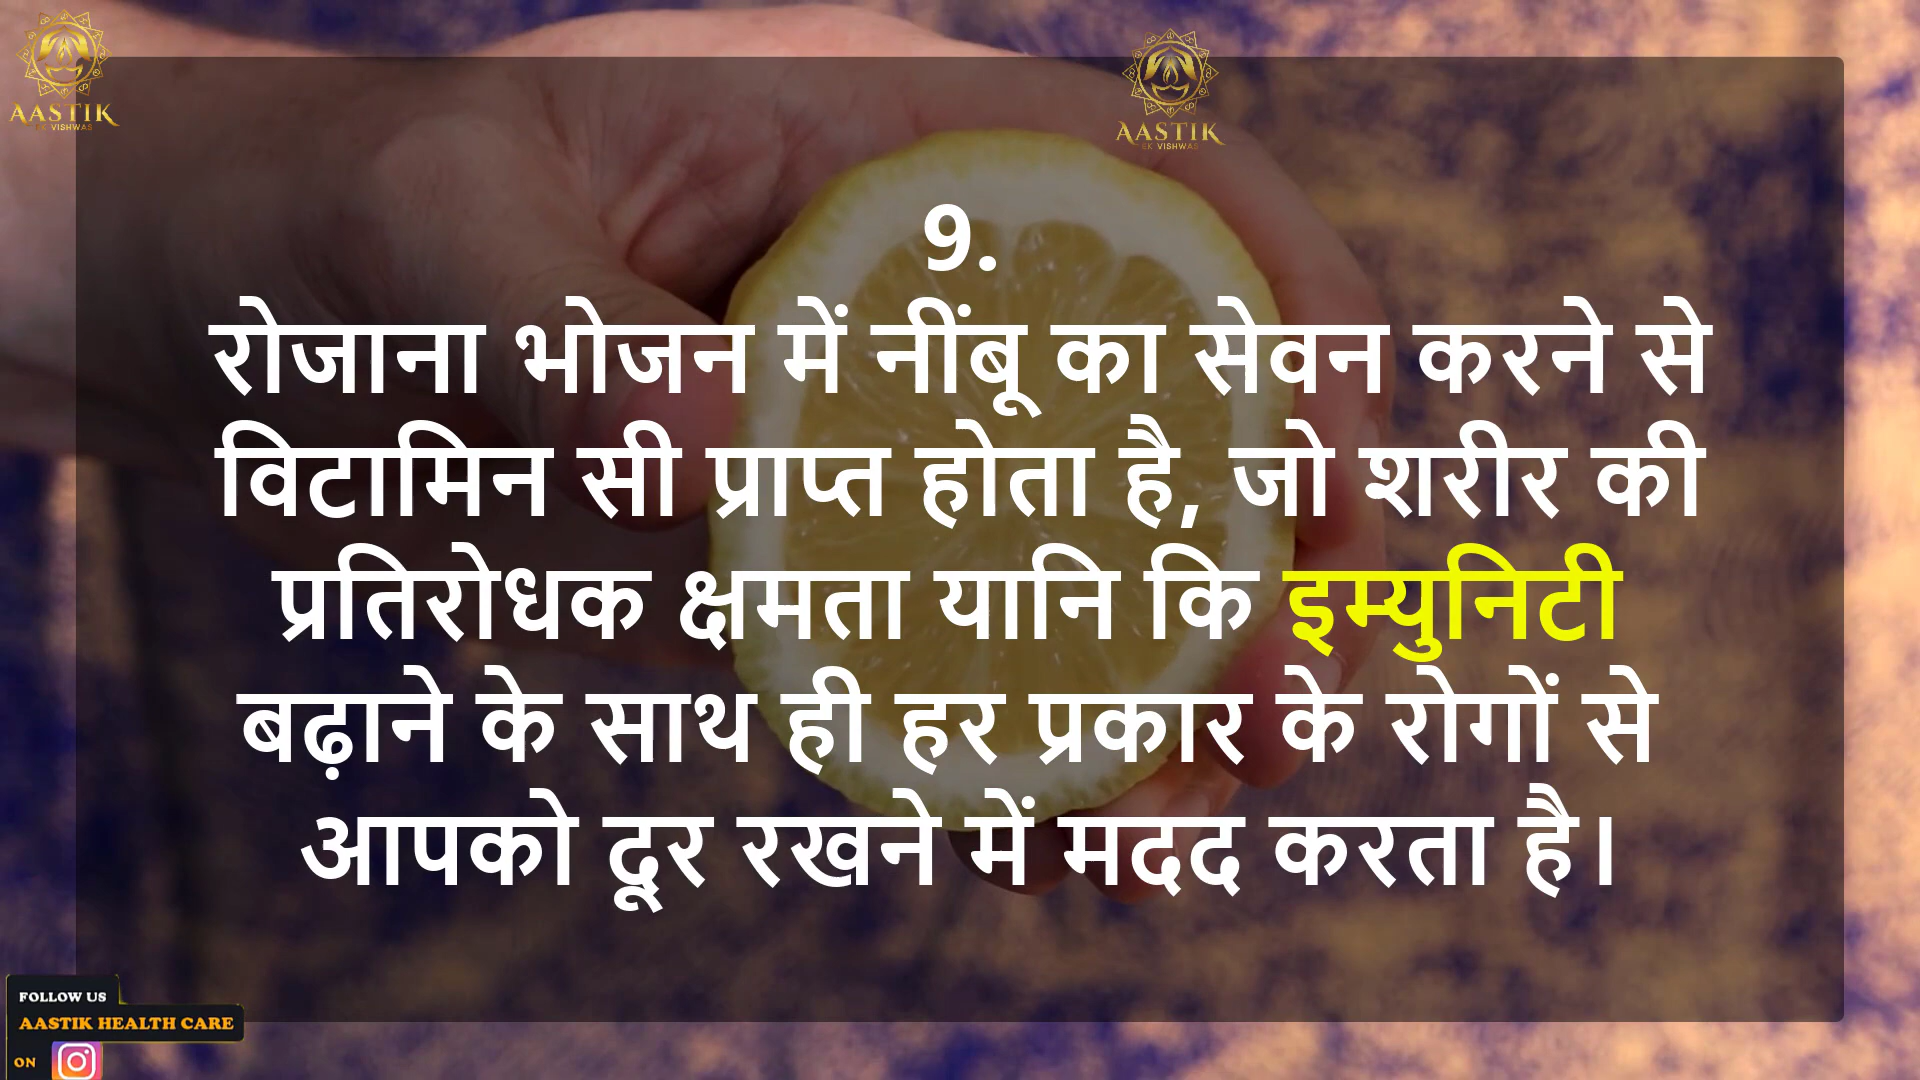 AASTIK
EK VISHWAS
AASTIK
EK VISHWAS
9.
रोजाना भोजन में नींबू का सेवन करने से
विटामिन सी प्राप्त होता है, जो शरीर की
प्रतिरोधक क्षमता यानि कि इम्युनिटी
बढ़ाने के साथ ही हर प्रकार के रोगों से
आपको दूर रखने में मदद करता है।
FOLLOW US
AASTIK HEALTH CARE
ON